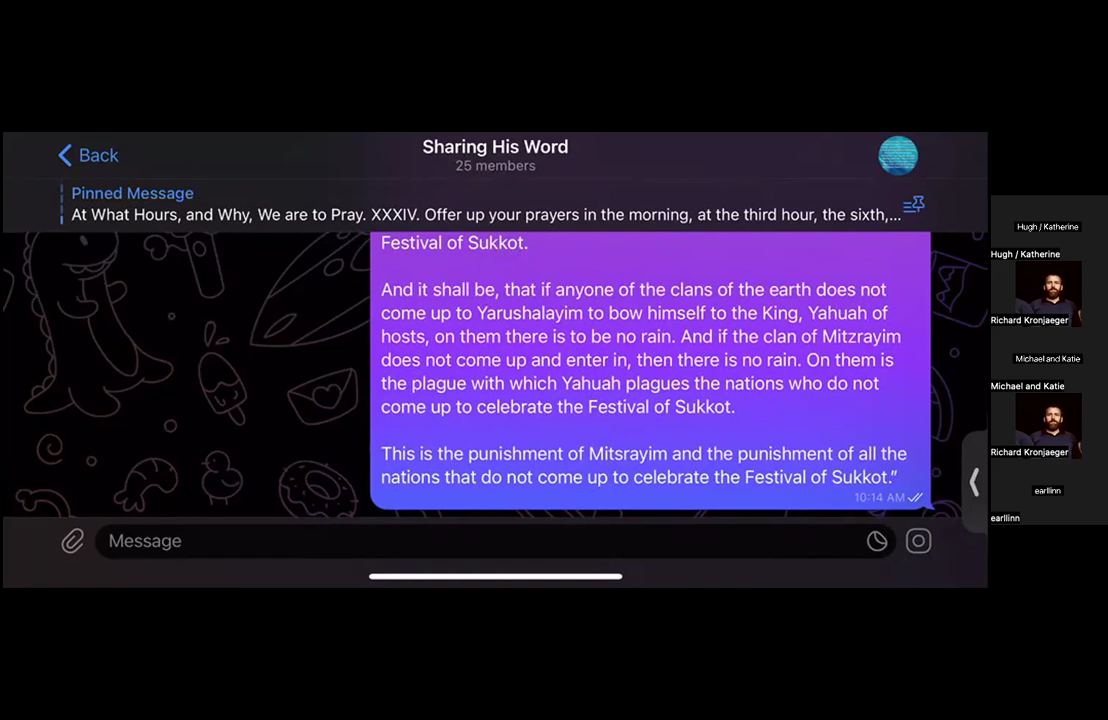 Back
Sharing His Word
25 members
Pinned Message
At What Hours, and Why, We are to Pray. XXXIV. Offer up your prayers in the morning, at the third hour, the sixth,...
Festival of Sukkot.
And it shall be, that if anyone of the clans of the earth does not
come up to Yarushalayim to bow himself to the King, Yahuah of
hosts, on them there is to be no rain. And if the clan of Mitzrayim
does not come up and enter in, then there is no rain. On them is
the plague with which Yahuah plagues the nations who do not
come up to celebrate the Festival of Sukkot.
This is the punishment of Mitsrayim and the punishment of all the
nations that do not come up to celebrate the Festival of Sukkot.”
10:14 AM
Message
Hugh / Katherine
Hugh / Katherine
Richard Kronjaeger
Michael and Katie
Michael and Katie
Richard Kronjaeger
earllinn
earllinn